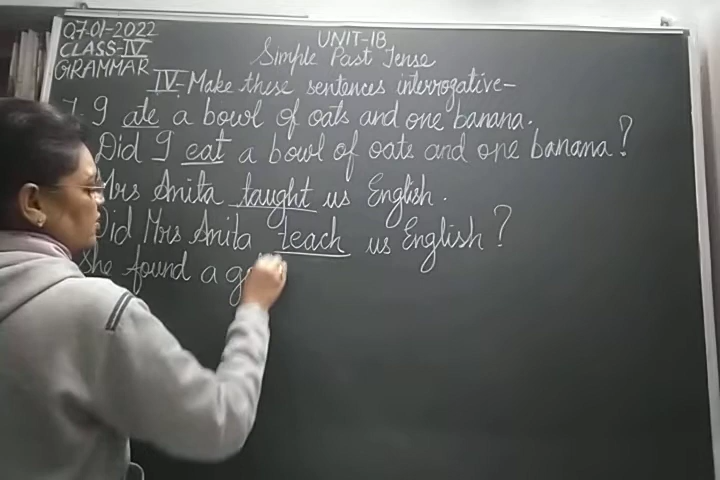 07-01-2022
CLASS-IV
GRAMMAR
UNIT-1B
Simple Past Tense
IV- Make these sentences interrogative-
I ate a bowl of oats and one banana.
Did I eat a bowl of oats and one banana?
Mrs Anita taught us English.
Did Mrs Anita teach us English?
She found a g